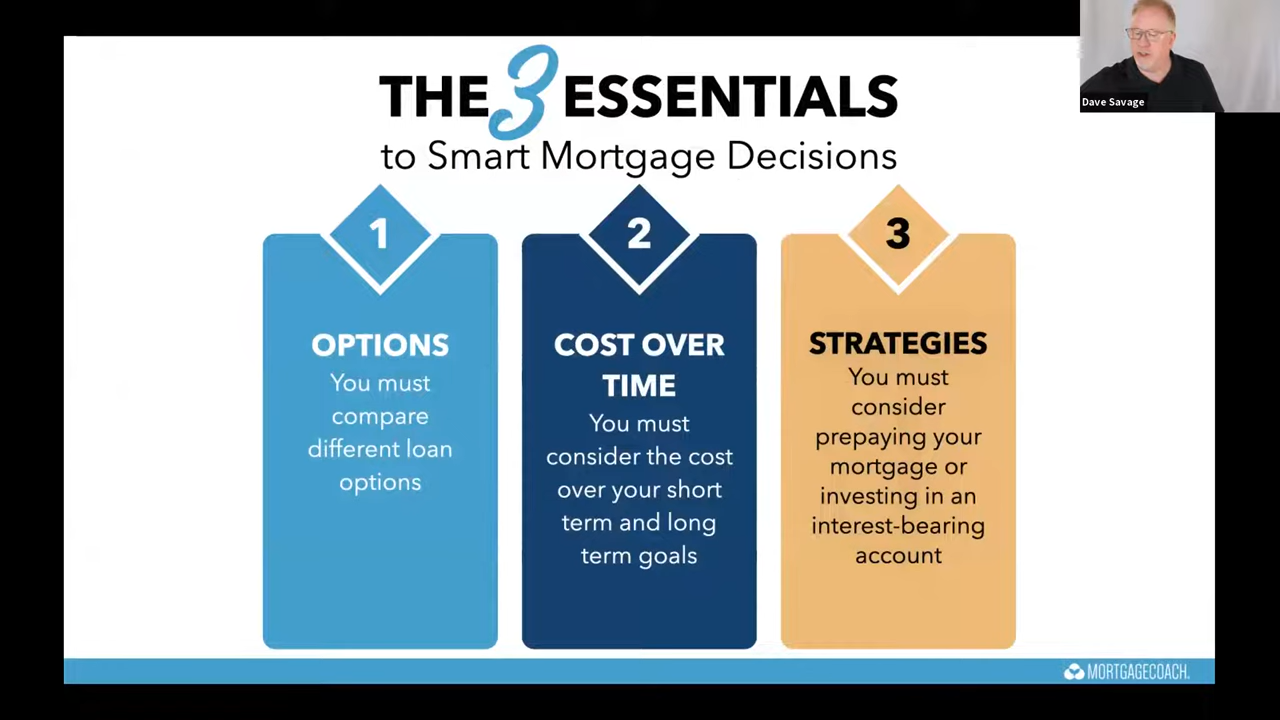 THE 3 ESSENTIALS
to Smart Mortgage Decisions
1
OPTIONS
You must
compare
different loan
options
2
COST OVER
TIME
You must
consider the cost
over your short
term and long
term goals
3
STRATEGIES
You must
consider
prepaying your
mortgage or
investing in an
interest-bearing
account
MORTGAGECOACH.
Dave Savage